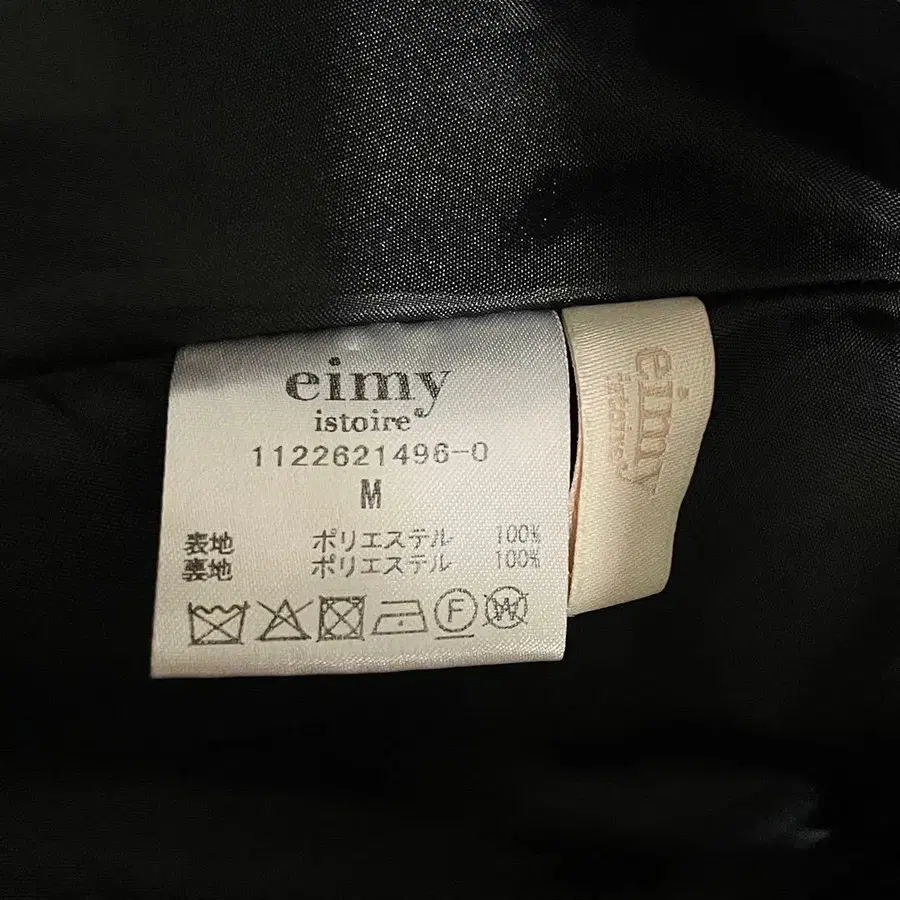 eimy
istoire®
1122621496-0
M
表地 ポリエステル 100%
裏地 ポリエステル 100%
F W
eimy
istoire